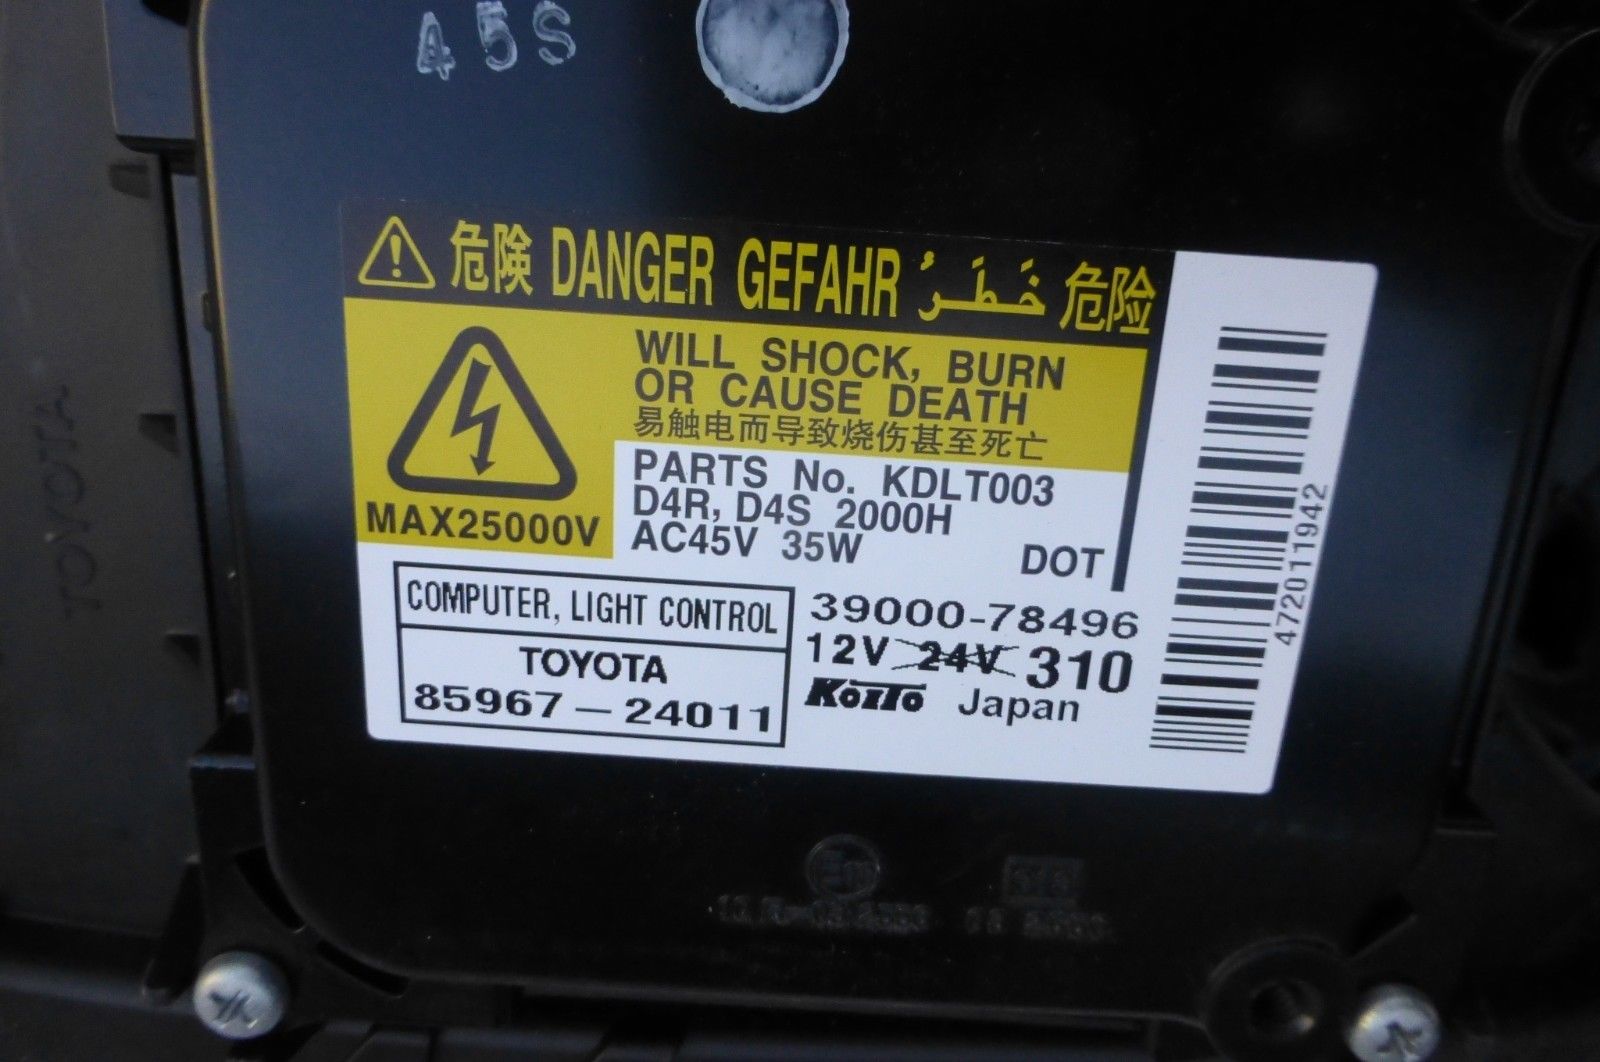 45S
危険 DANGER GEFAHR خَطَرُ 危险
WILL SHOCK, BURN
OR CAUSE DEATH
易触电而导致烧伤甚至死亡
MAX25000V
PARTS No. KDLT003
D4R, D4S 2000H
AC45V 35W
DOT
COMPUTER, LIGHT CONTROL
TOYOTA
85967-24011
39000-78496
12V 24V 310
KOITO Japan
472011942
TOYOTA